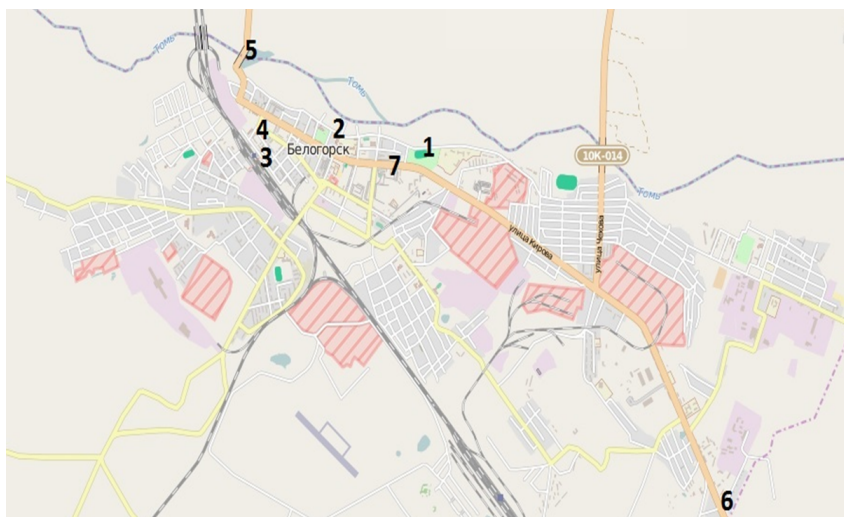 5
Томь
Томь
4
2
Белогорск
3
7
1
10К-014
Томь
улица Кирова
улица Чехова
6